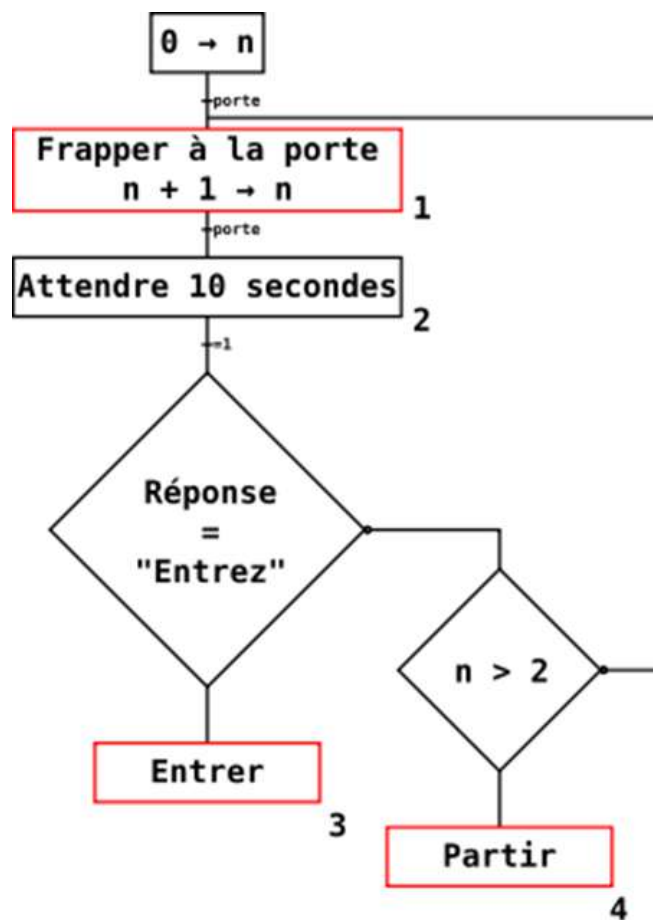 0 → n
porte
Frapper à la porte
n + 1 → n
1
porte
Attendre 10 secondes
2
=1
Réponse
=
"Entrez"
n > 2
Entrer
3
Partir
4